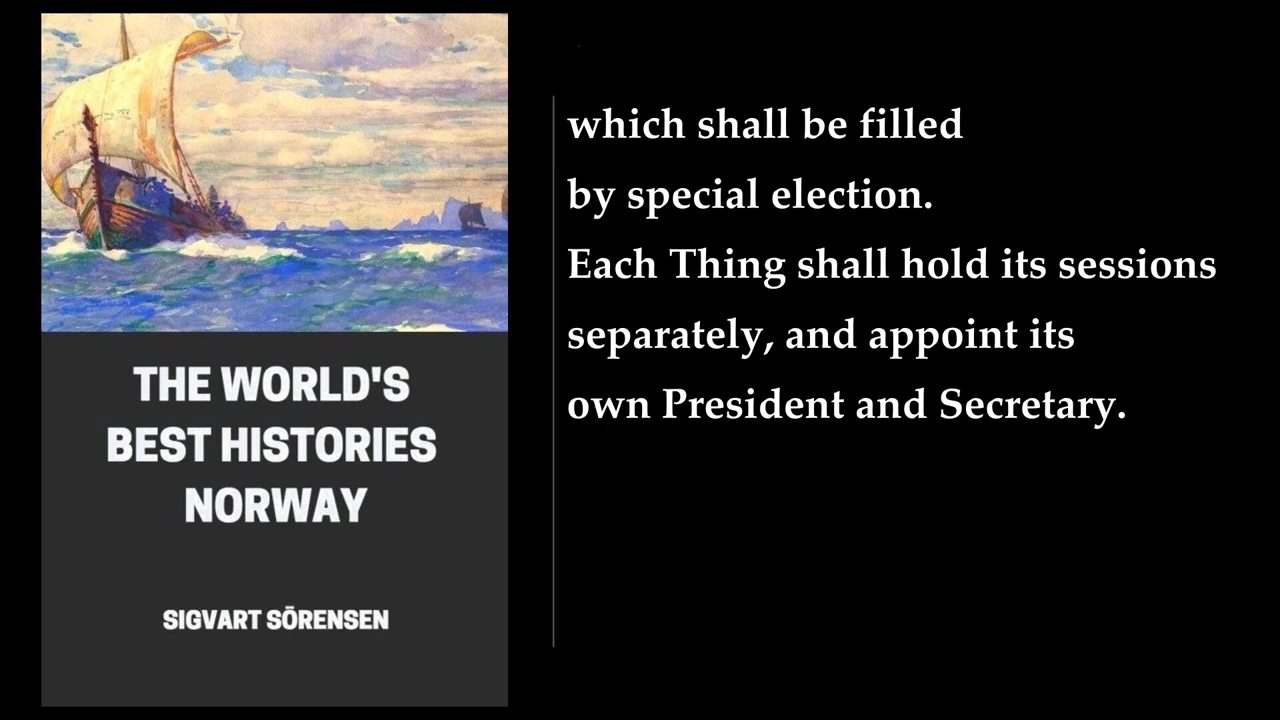 THE WORLD'S
BEST HISTORIES
NORWAY
SIGVART SÖRENSEN
which shall be filled
by special election.
Each Thing shall hold its sessions
separately, and appoint its
own President and Secretary.